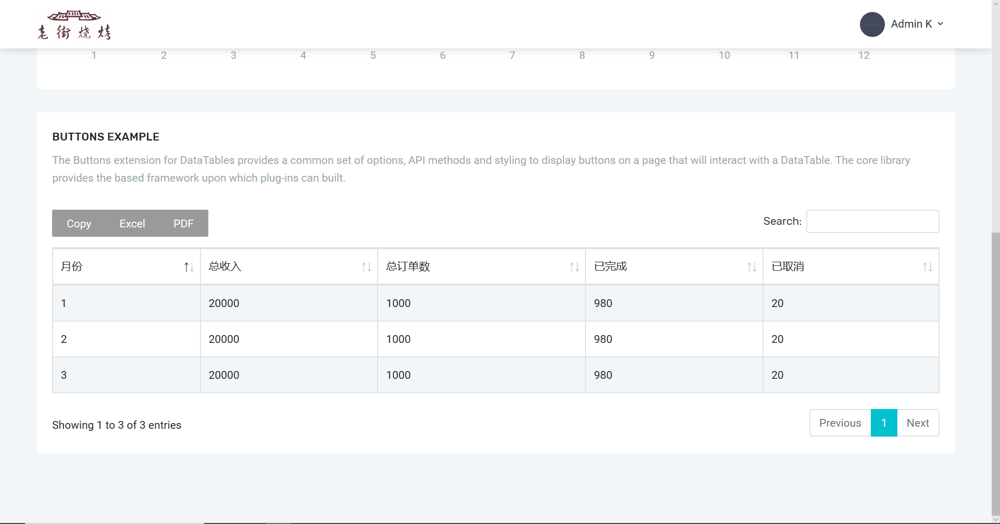 老街烧烤
Admin K
1 2 3 4 5 6 7 8 9 10 11 12
BUTTONS EXAMPLE
The Buttons extension for DataTables provides a common set of options, API methods and styling to display buttons on a page that will interact with a DataTable. The core library
provides the based framework upon which plug-ins can built.
Copy Excel PDF
Search:
月份 总收入 总订单数 已完成 已取消
1 20000 1000 980 20
2 20000 1000 980 20
3 20000 1000 980 20
Showing 1 to 3 of 3 entries
Previous 1 Next